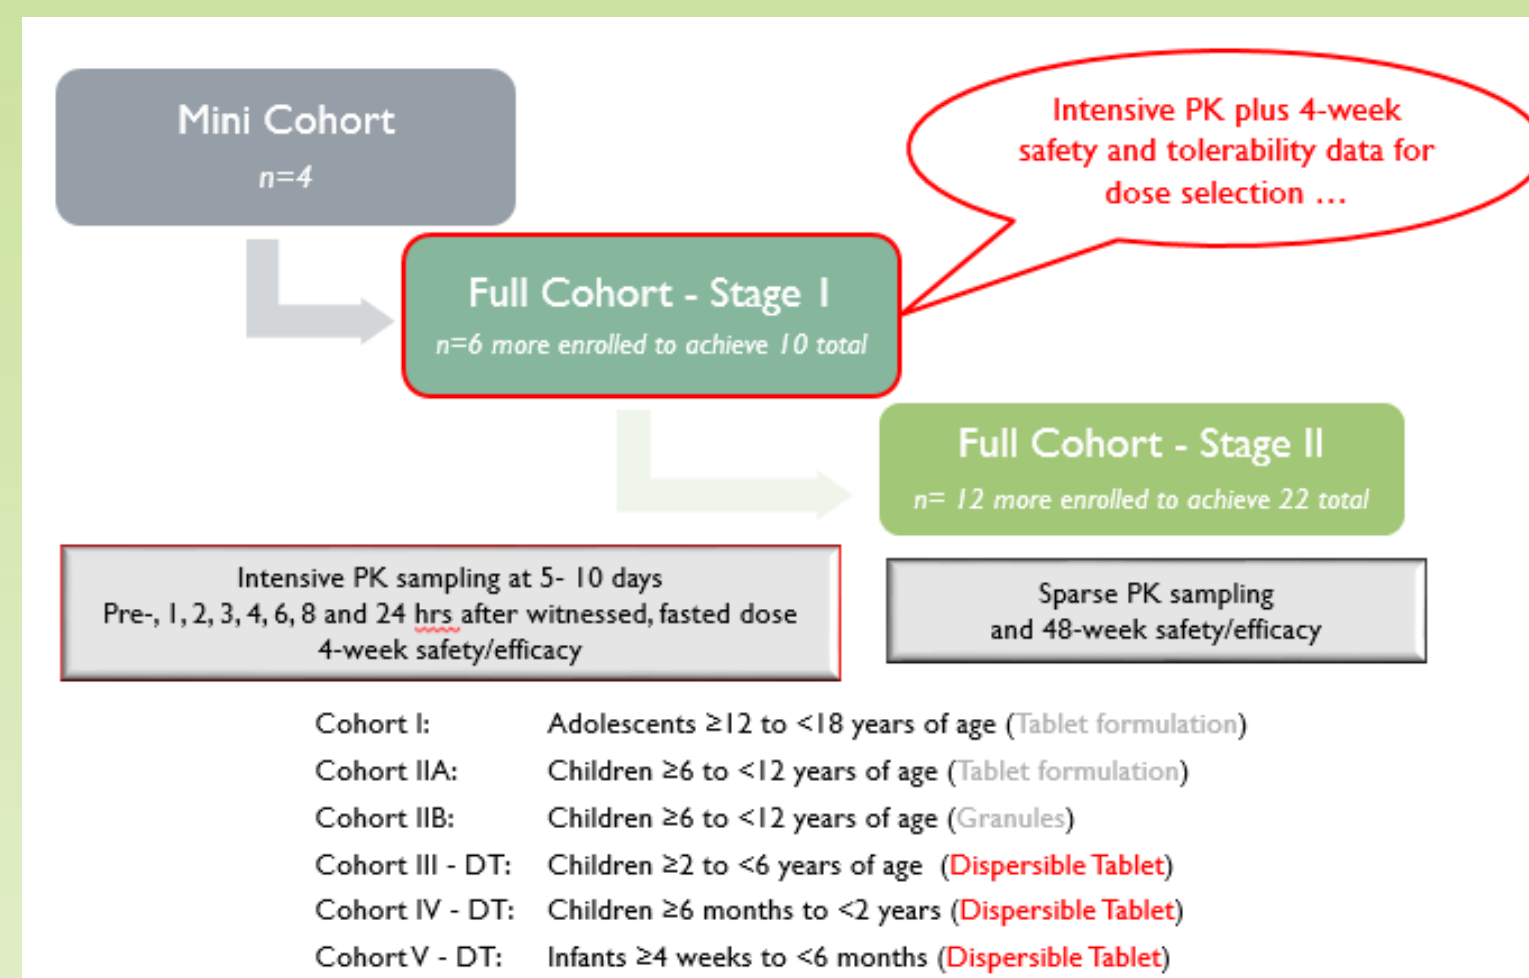 Mini Cohort
n=4
Intensive PK plus 4-week
safety and tolerability data for
dose selection ...
Full Cohort - Stage I
n=6 more enrolled to achieve 10 total
Full Cohort - Stage II
n= 12 more enrolled to achieve 22 total
Intensive PK sampling at 5- 10 days
Pre-, 1, 2, 3, 4, 6, 8 and 24 hrs after witnessed, fasted dose
4-week safety/efficacy
Sparse PK sampling
and 48-week safety/efficacy
Cohort I: Adolescents ≥12 to <18 years of age (Tablet formulation)
Cohort IIA: Children ≥6 to <12 years of age (Tablet formulation)
Cohort IIB: Children ≥6 to <12 years of age (Granules)
Cohort III - DT: Children ≥2 to <6 years of age (Dispersible Tablet)
Cohort IV - DT: Children ≥6 months to <2 years (Dispersible Tablet)
Cohort V - DT: Infants ≥4 weeks to <6 months (Dispersible Tablet)